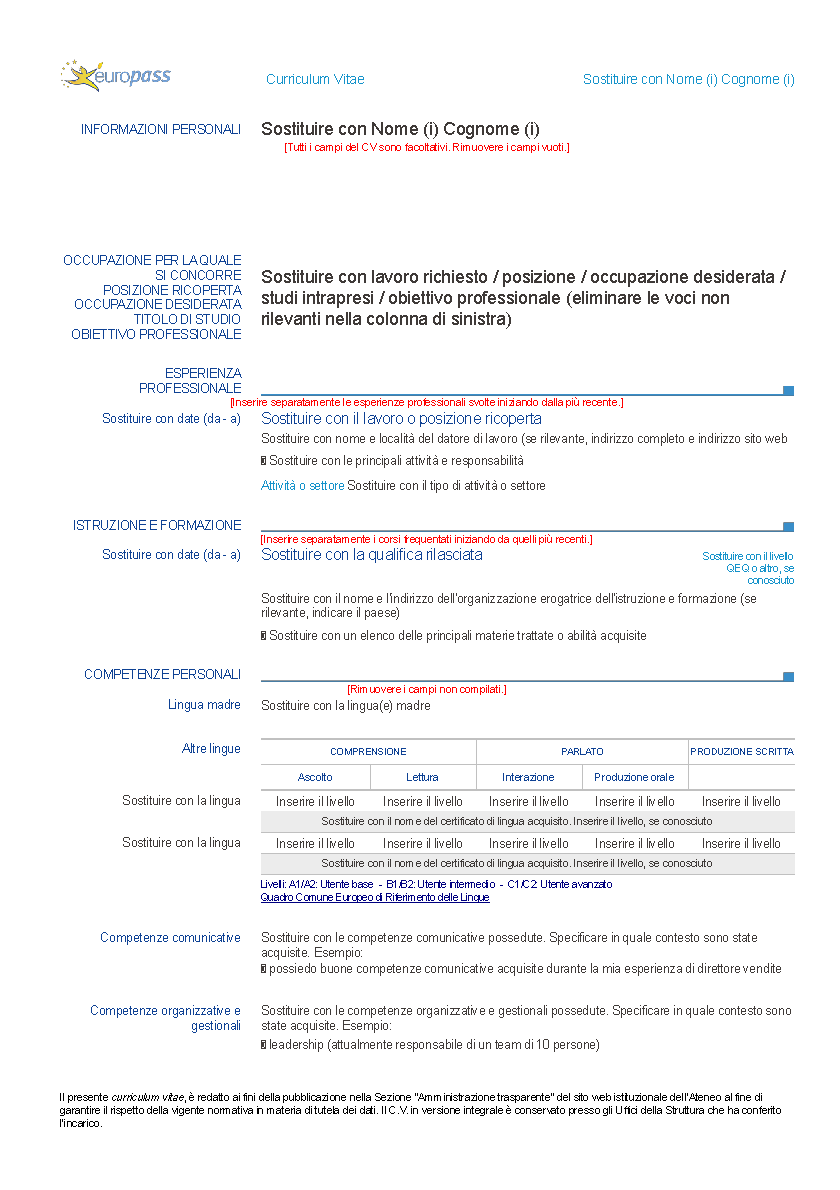 europass
Curriculum Vitae
Sostituire con Nome (i) Cognome (i)
INFORMAZIONI PERSONALI
Sostituire con Nome (i) Cognome (i)
[Tutti i campi del CV sono facoltativi. Rimuovere i campi vuoti.]
OCCUPAZIONE PER LA QUALE
SI CONCORRE
POSIZIONE RICOPERTA
OCCUPAZIONE DESIDERATA
TITOLO DI STUDIO
OBIETTIVO PROFESSIONALE
Sostituire con lavoro richiesto / posizione / occupazione desiderata /
studi intrapresi / obiettivo professionale (eliminare le voci non
rilevanti nella colonna di sinistra)
ESPERIENZA
PROFESSIONALE
[Inserire separatamente le esperienze professionali svolte iniziando dalla più recente.]
Sostituire con date (da - a)
Sostituire con il lavoro o posizione ricoperta
Sostituire con nome e località del datore di lavoro (se rilevante, indirizzo completo e indirizzo sito web
Sostituire con le principali attività e responsabilità
Attività o settore Sostituire con il tipo di attività o settore
ISTRUZIONE E FORMAZIONE
[Inserire separatamente i corsi frequentati iniziando da quelli più recenti.]
Sostituire con date (da - a)
Sostituire con la qualifica rilasciata
Sostituire con il livello
QEQ o altro, se
conosciuto
Sostituire con il nome e l'indirizzo dell'organizzazione erogatrice dell'istruzione e formazione (se
rilevante, indicare il paese)
Sostituire con un elenco delle principali materie trattate o abilità acquisite
COMPETENZE PERSONALI
[Rimuovere i campi non compilati.]
Lingua madre
Sostituire con la lingua(e) madre
Altre lingue
COMPRENSIONE
PARLATO
PRODUZIONE SCRITTA
Ascolto
Lettura
Interazione
Produzione orale
Sostituire con la lingua
Inserire il livello
Inserire il livello
Inserire il livello
Inserire il livello
Inserire il livello
Sostituire con il nome del certificato di lingua acquisito. Inserire il livello, se conosciuto
Sostituire con la lingua
Inserire il livello
Inserire il livello
Inserire il livello
Inserire il livello
Inserire il livello
Sostituire con il nome del certificato di lingua acquisito. Inserire il livello, se conosciuto
Livelli: A1/A2: Utente base - B1/B2: Utente intermedio - C1/C2: Utente avanzato
Quadro Comune Europeo di Riferimento delle Lingue
Competenze comunicative
Sostituire con le competenze comunicative possedute. Specificare in quale contesto sono state
acquisite. Esempio:
possiedo buone competenze comunicative acquisite durante la mia esperienza di direttore vendite
Competenze organizzative e
gestionali
Sostituire con le competenze organizzative e gestionali possedute. Specificare in quale contesto sono
state acquisite. Esempio:
leadership (attualmente responsabile di un team di 10 persone)
Il presente curriculum vitae, è redatto ai fini della pubblicazione nella Sezione "Amministrazione trasparente" del sito web istituzionale dell'Ateneo al fine di
garantire il rispetto della vigente normativa in materia di tutela dei dati. Il C.V. in versione integrale è conservato presso gli Uffici della Struttura che ha conferito
l'incarico.